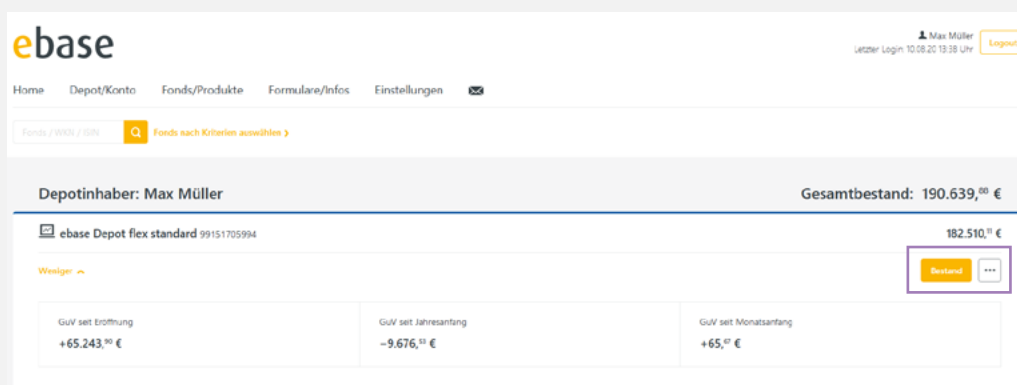 ebase
Max Müller
Letzter Login: 10.08.20 13:38 Uhr
Logout
Home Depot/Konto Fonds/Produkte Formulare/Infos Einstellungen
Fonds / WKN / ISIN
Fonds nach Kriterien auswählen
Depotinhaber: Max Müller Gesamtbestand: 190.639,00 €
ebase Depot flex standard 99151705994 182.510,11 €
Weniger Bestand ...
GuV seit Eröffnung GuV seit Jahresanfang GuV seit Monatsanfang
+65.243,90 € −9.676,53 € +65,67 €